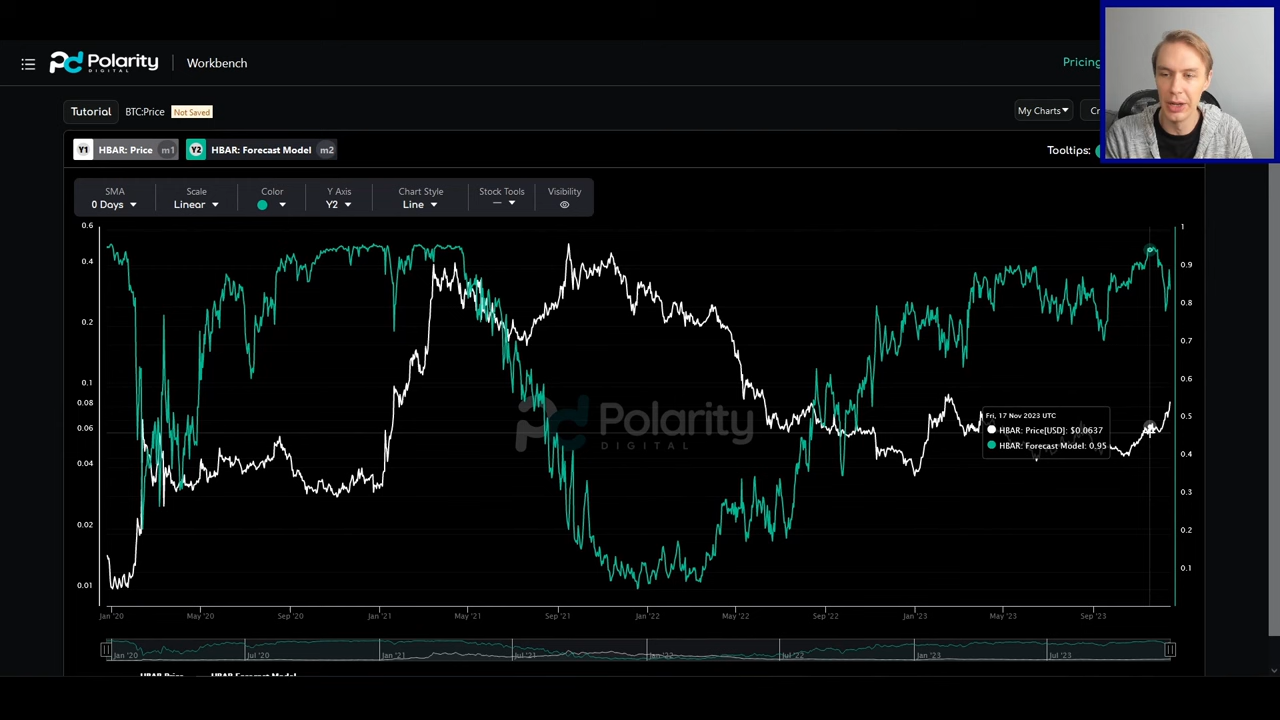 Polarity
DIGITAL
Workbench
Pricing
Tutorial
BTC:Price
Not Saved
My Charts
Y1 HBAR: Price m1
Y2 HBAR: Forecast Model m2
Tooltips:
SMA
0 Days
Scale
Linear
Color
Y Axis
Y2
Chart Style
Line
Stock Tools
Visibility
0.6
0.4
0.2
0.1
0.08
0.06
0.04
0.02
0.01
1
0.9
0.8
0.7
0.6
0.5
0.4
0.3
0.2
0.1
Polarity
DIGITAL
Fri, 17 Nov 2023 UTC
HBAR: Price[USD]: $0.0637
HBAR: Forecast Model: 0.95
Jan '20 May '20 Sep '20 Jan '21 May '21 Sep '21 Jan '22 May '22 Sep '22 Jan '23 May '23 Sep '23
Jan '20 Jul '20 Jan '21 Jul '21 Jan '22 Jul '22 Jan '23 Jul '23
HBAR Price HBAR Forecast Model